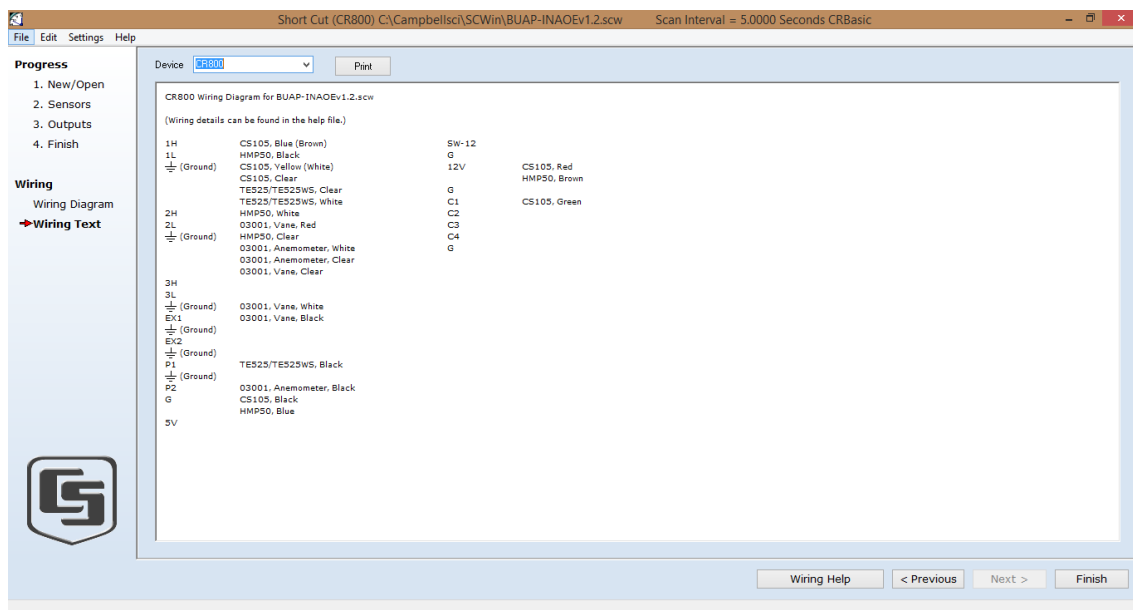 Short Cut (CR800) C:\Campbellsci\SCWin\BUAP-INAOEv1.2.scw Scan Interval = 5.0000 Seconds CRBasic
File Edit Settings Help
Progress
1. New/Open
2. Sensors
3. Outputs
4. Finish
Wiring
Wiring Diagram
Wiring Text
Device CR800 Print
CR800 Wiring Diagram for BUAP-INAOEv1.2.scw
(Wiring details can be found in the help file.)
1H CS105, Blue (Brown) SW-12
1L HMP50, Black G
(Ground) CS105, Yellow (White) 12V CS105, Red
CS105, Clear HMP50, Brown
TE525/TE525WS, Clear G
TE525/TE525WS, White C1 CS105, Green
2H HMP50, White C2
2L 03001, Vane, Red C3
(Ground) HMP50, Clear C4
03001, Anemometer, White G
03001, Anemometer, Clear
03001, Vane, Clear
3H
3L
(Ground) 03001, Vane, White
EX1 03001, Vane, Black
(Ground)
EX2
(Ground)
P1 TE525/TE525WS, Black
(Ground)
P2 03001, Anemometer, Black
G CS105, Black
HMP50, Blue
5V
Wiring Help < Previous Next > Finish